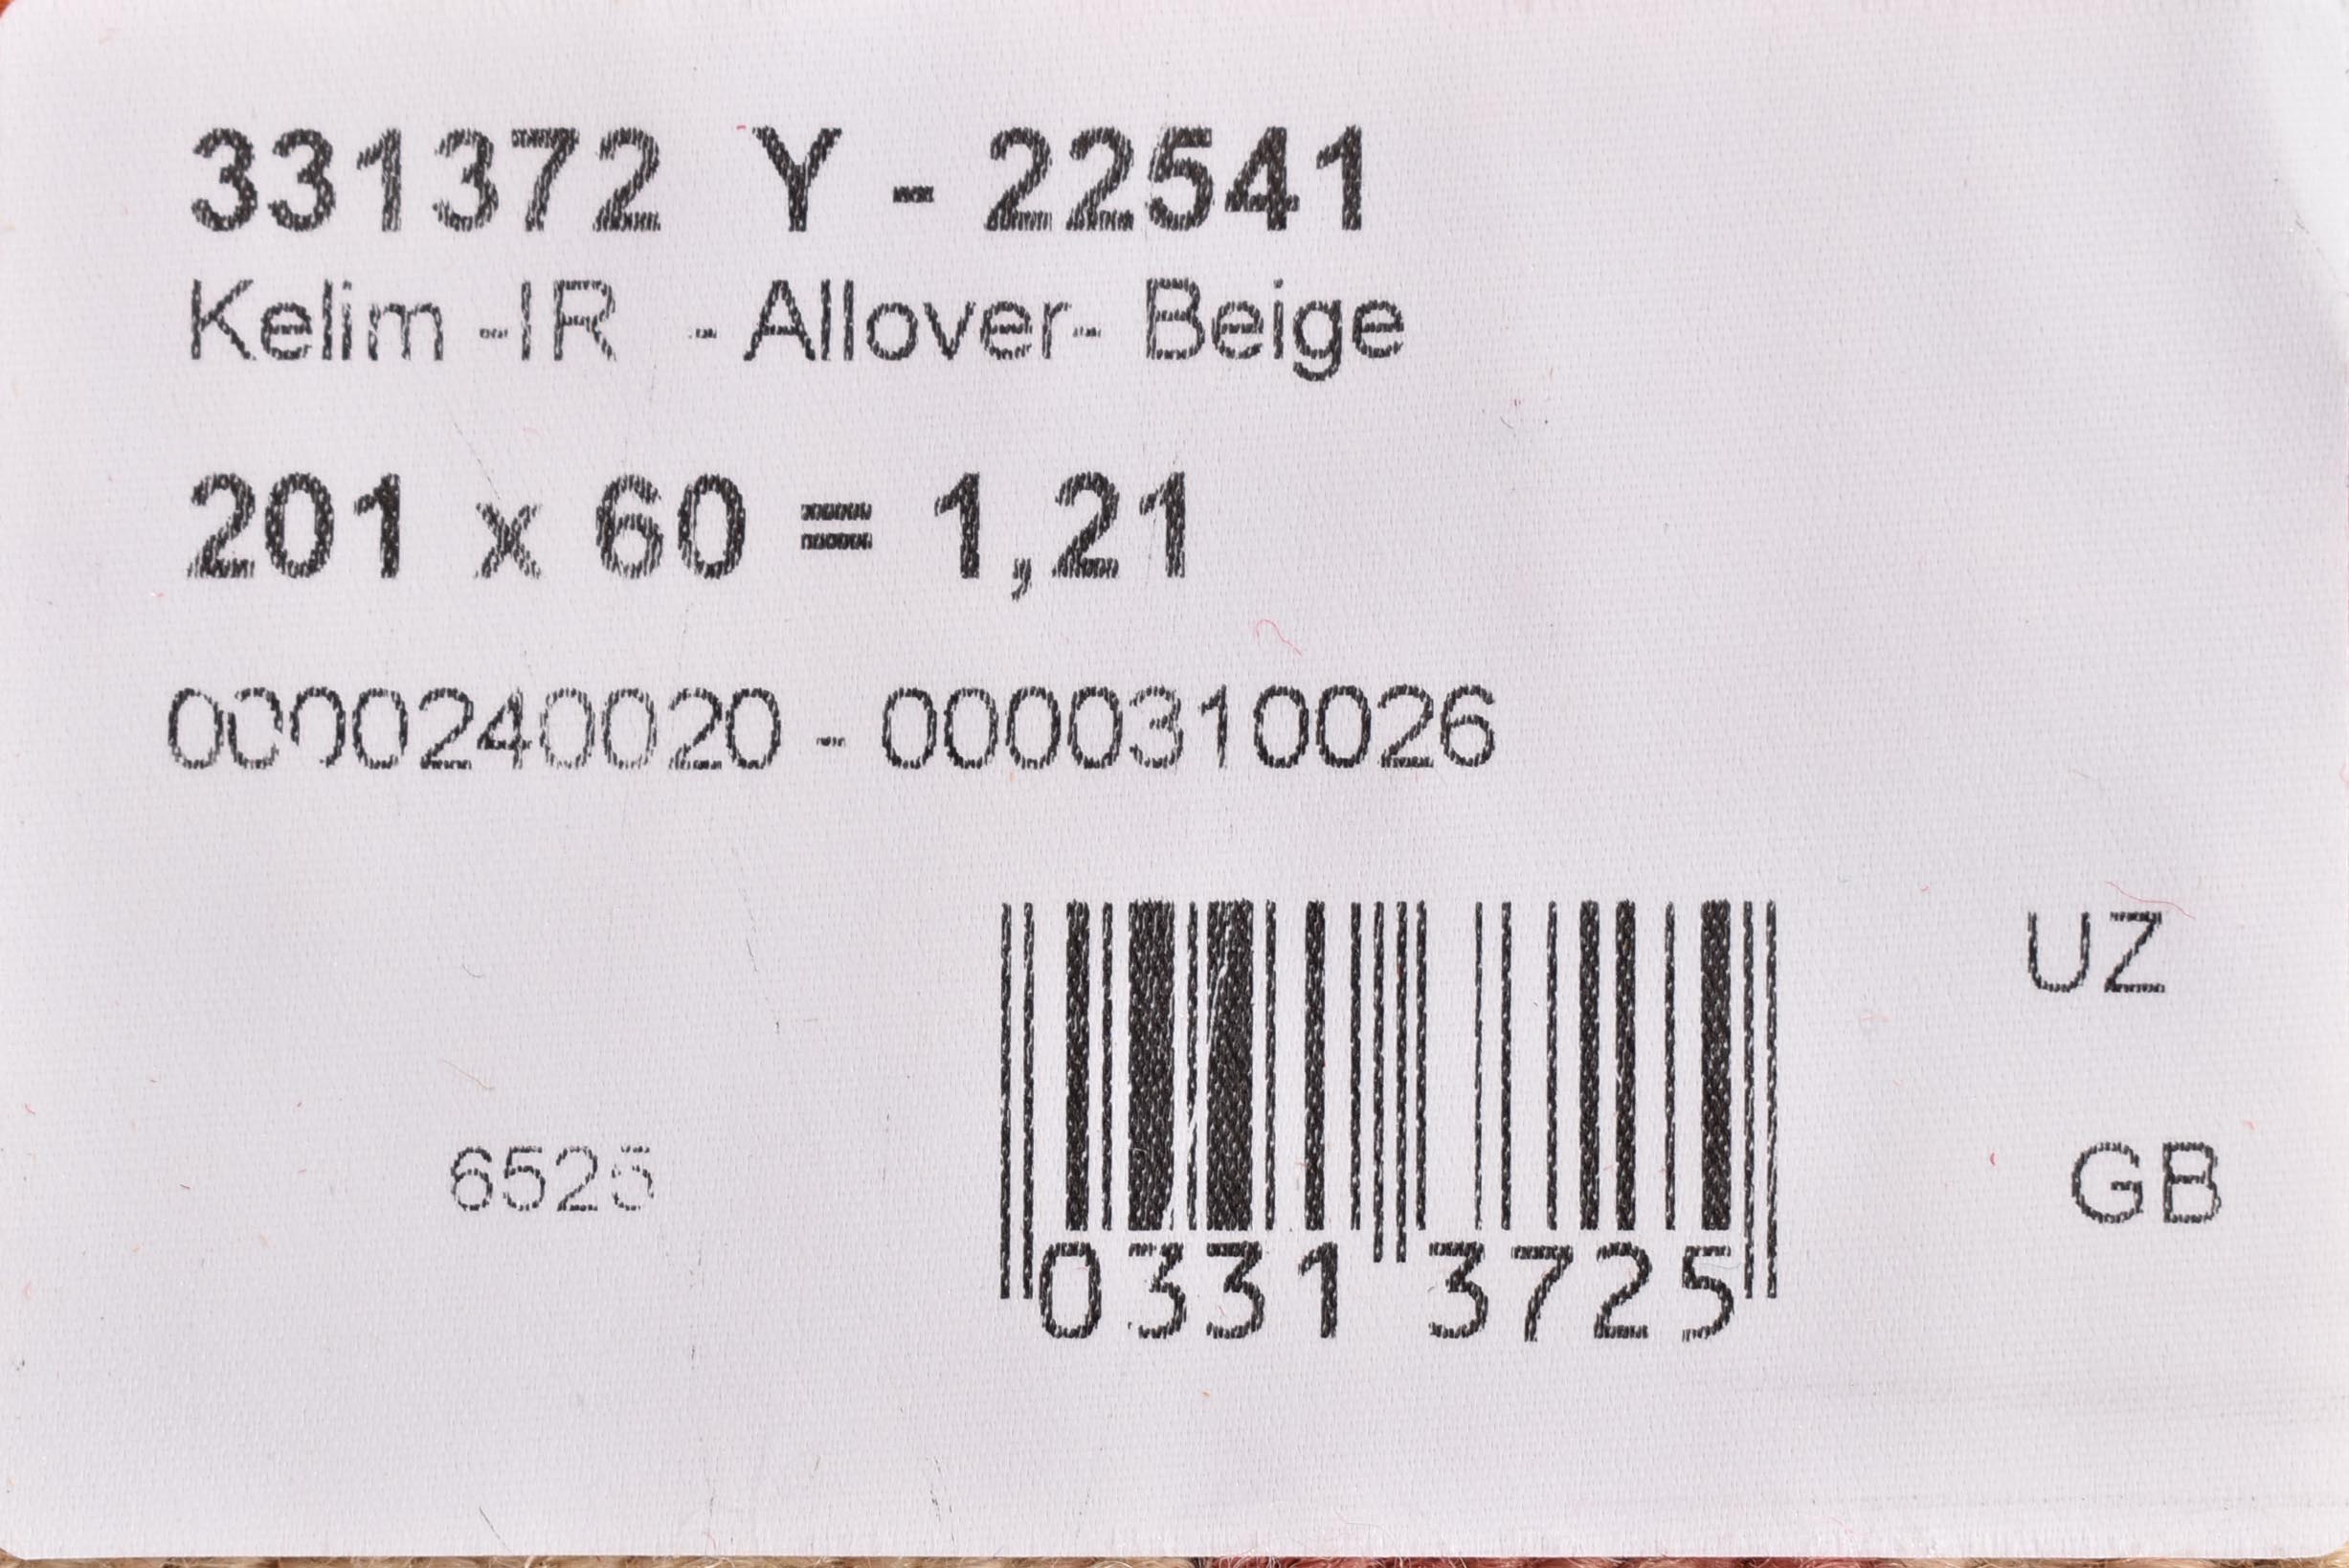 331372 Y - 22541
Kelim -IR - Allover- Beige
201 x 60 = 1,21
0000240020 - 0000310026
UZ
6525
GB
0331 3725